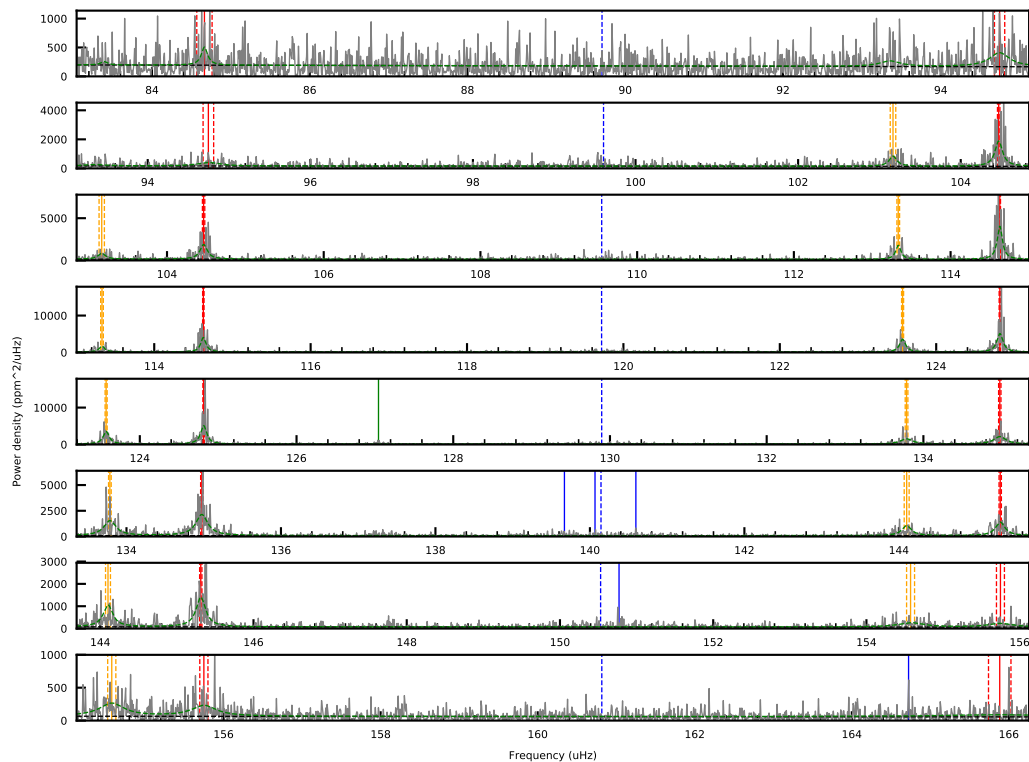 1000
500
0
84 86 88 90 92 94
4000
2000
0
94 96 98 100 102 104
5000
0
104 106 108 110 112 114
10000
0
114 116 118 120 122 124
Power density (ppm^2/uHz)
10000
0
124 126 128 130 132 134
5000
2500
0
134 136 138 140 142 144
3000
2000
1000
0
144 146 148 150 152 154 156
1000
500
0
156 158 160 162 164 166
Frequency (uHz)